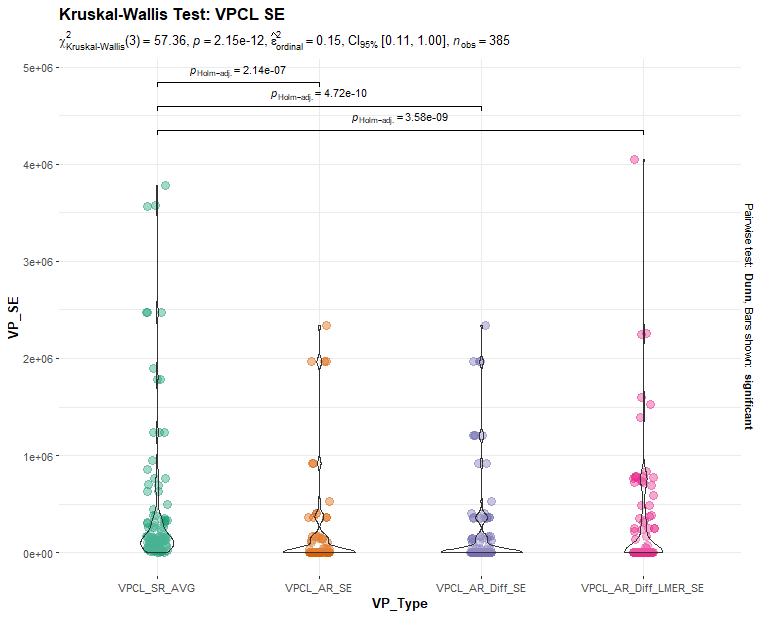 Kruskal-Wallis Test: VPCL SE
χ²Kruskal-Wallis(3) = 57.36, p = 2.15e-12, ε̂²ordinal = 0.15, CI95% [0.11, 1.00], nobs = 385
5e+06
pHolm-adj. = 2.14e-07
pHolm-adj. = 4.72e-10
pHolm-adj. = 3.58e-09
4e+06
3e+06
2e+06
1e+06
0e+00
VP_SE
Pairwise test: Dunn, Bars shown: significant
VPCL_SR_AVG
VPCL_AR_SE
VPCL_AR_Diff_SE
VPCL_AR_Diff_LMER_SE
VP_Type